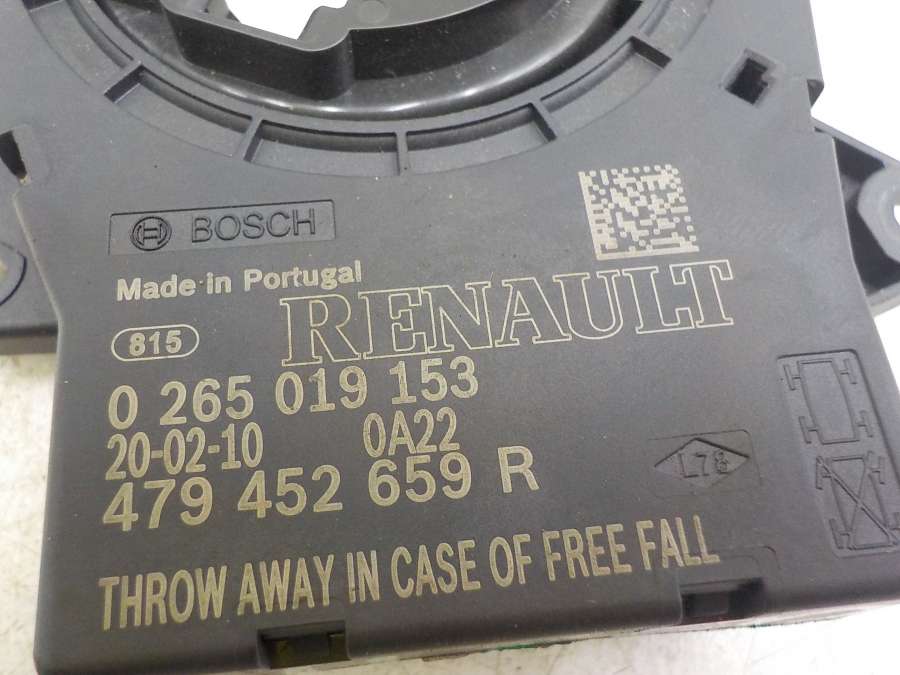 BOSCH
Made in Portugal
RENAULT
815
0 265 019 153
20-02-10 0A22
479 452 659 R
L78
THROW AWAY IN CASE OF FREE FALL